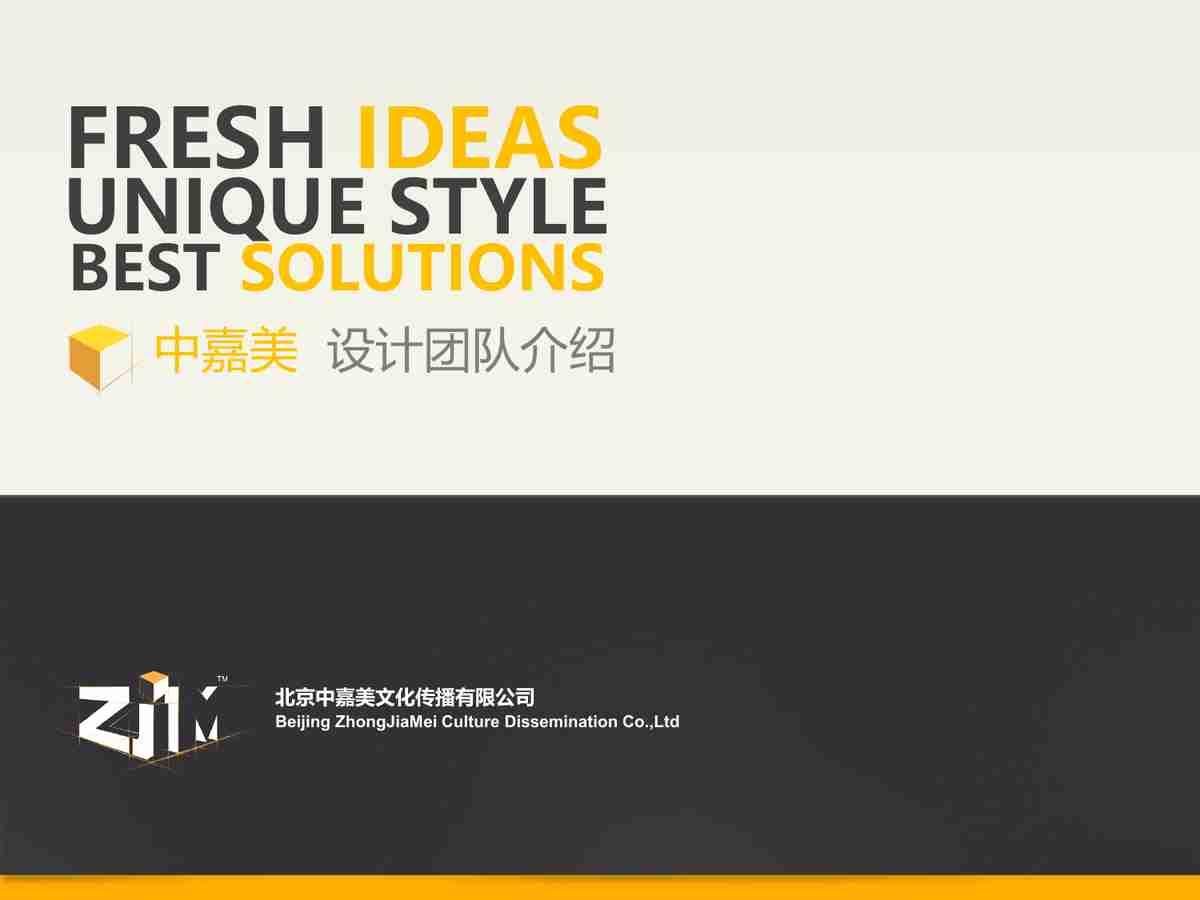 FRESH IDEAS
UNIQUE STYLE
BEST SOLUTIONS
中嘉美 设计团队介绍
ZJM™
北京中嘉美文化传播有限公司
Beijing ZhongJiaMei Culture Dissemination Co.,Ltd